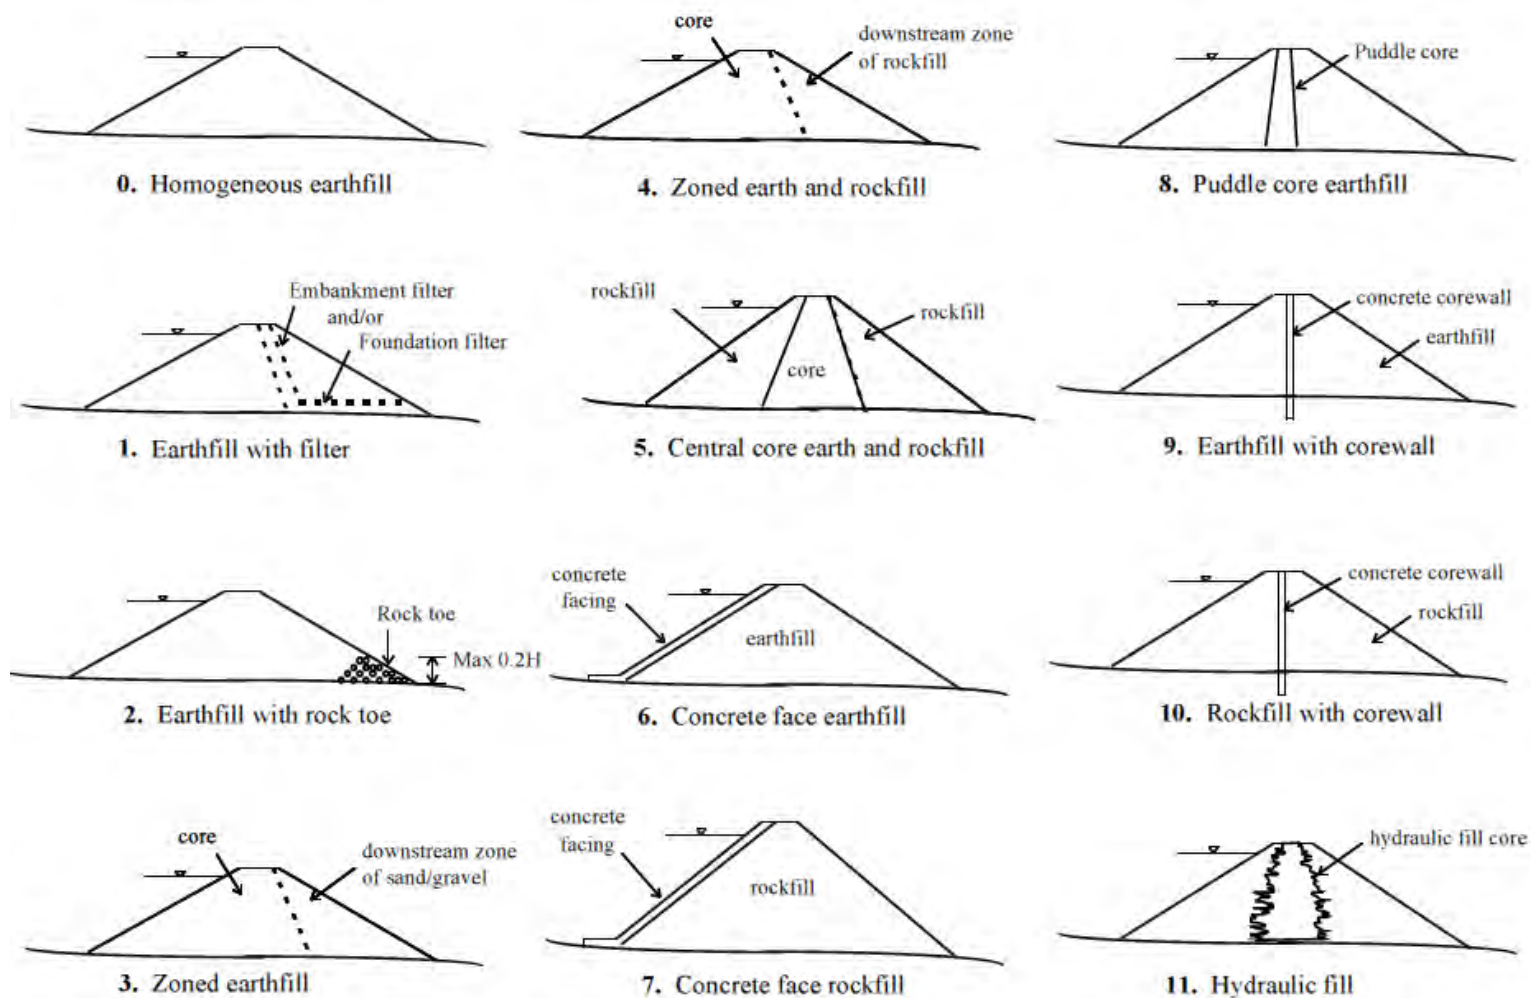 core
downstream zone
of rockfill
Puddle core
0. Homogeneous earthfill
4. Zoned earth and rockfill
8. Puddle core earthfill
Embankment filter
and/or
Foundation filter
rockfill
rockfill
core
concrete corewall
earthfill
1. Earthfill with filter
5. Central core earth and rockfill
9. Earthfill with corewall
Rock toe
Max 0.2H
concrete
facing
earthfill
concrete corewall
rockfill
2. Earthfill with rock toe
6. Concrete face earthfill
10. Rockfill with corewall
core
downstream zone
of sand/gravel
concrete
facing
rockfill
hydraulic fill core
3. Zoned earthfill
7. Concrete face rockfill
11. Hydraulic fill